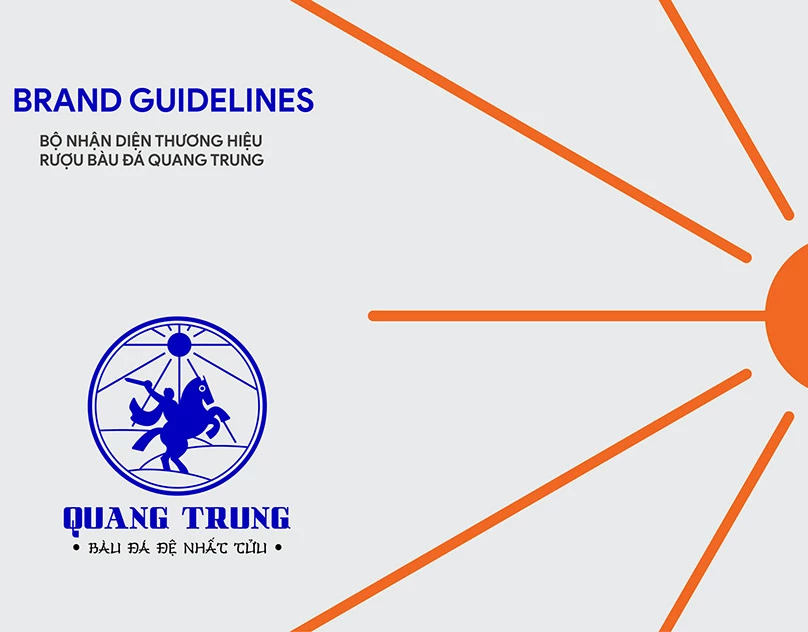 BRAND GUIDELINES
BỘ NHẬN DIỆN THƯƠNG HIỆU
RƯỢU BÀU ĐÁ QUANG TRUNG
QUANG TRUNG
• BÀU ĐÁ ĐỆ NHẤT TỬU •